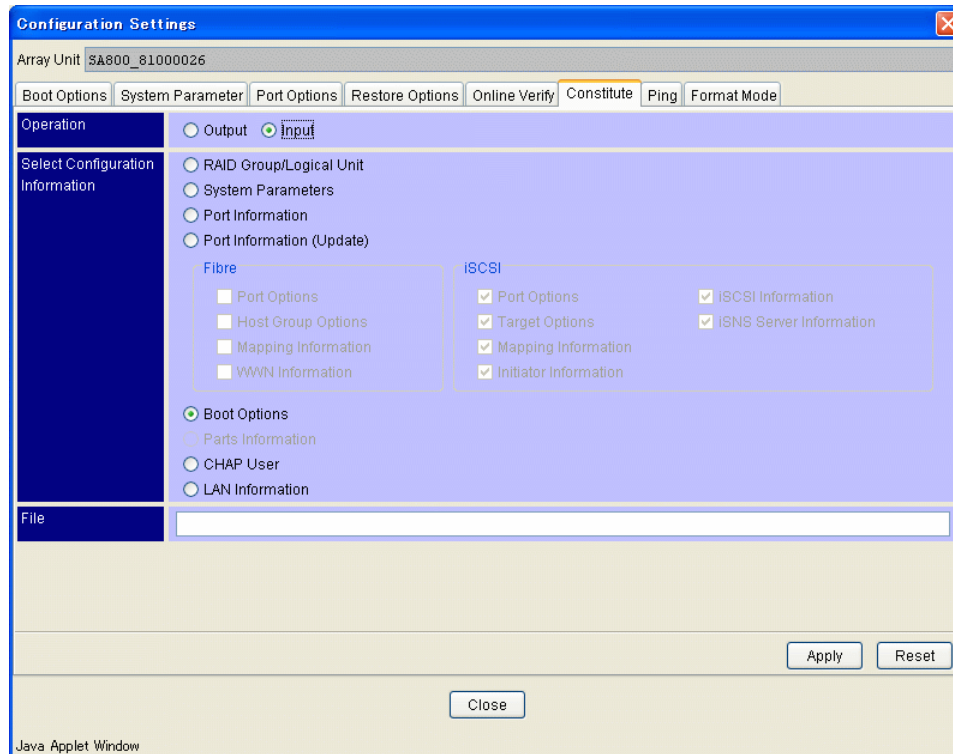 Configuration Settings
Array Unit SA800_81000026
Boot Options System Parameter Port Options Restore Options Online Verify Constitute Ping Format Mode
Operation
Output Input
Select Configuration Information
RAID Group/Logical Unit
System Parameters
Port Information
Port Information (Update)
Fibre
Port Options
Host Group Options
Mapping Information
WWN Information
iSCSI
Port Options
Target Options
Mapping Information
Initiator Information
iSCSI Information
iSNS Server Information
Boot Options
Parts Information
CHAP User
LAN Information
File
Apply Reset
Close
Java Applet Window